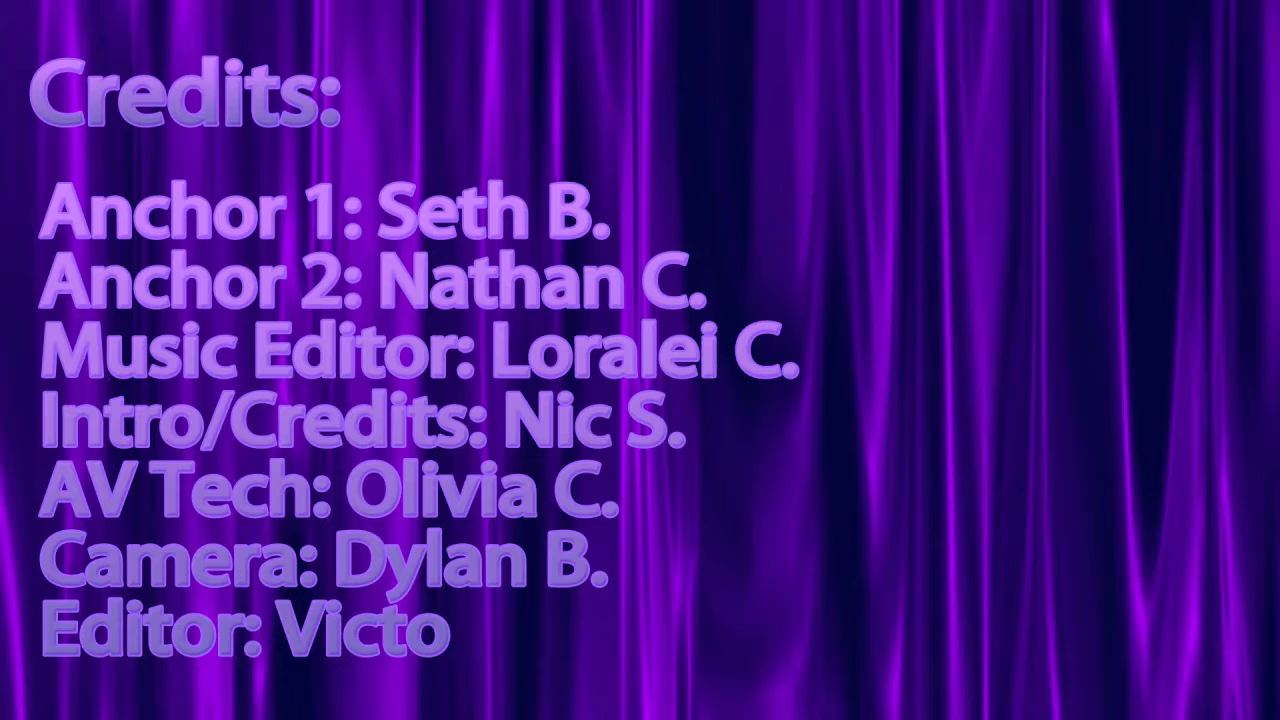 Credits:
Anchor 1: Seth B.
Anchor 2: Nathan C.
Music Editor: Loralei C.
Intro/Credits: Nic S.
AV Tech: Olivia C.
Camera: Dylan B.
Editor: Victo